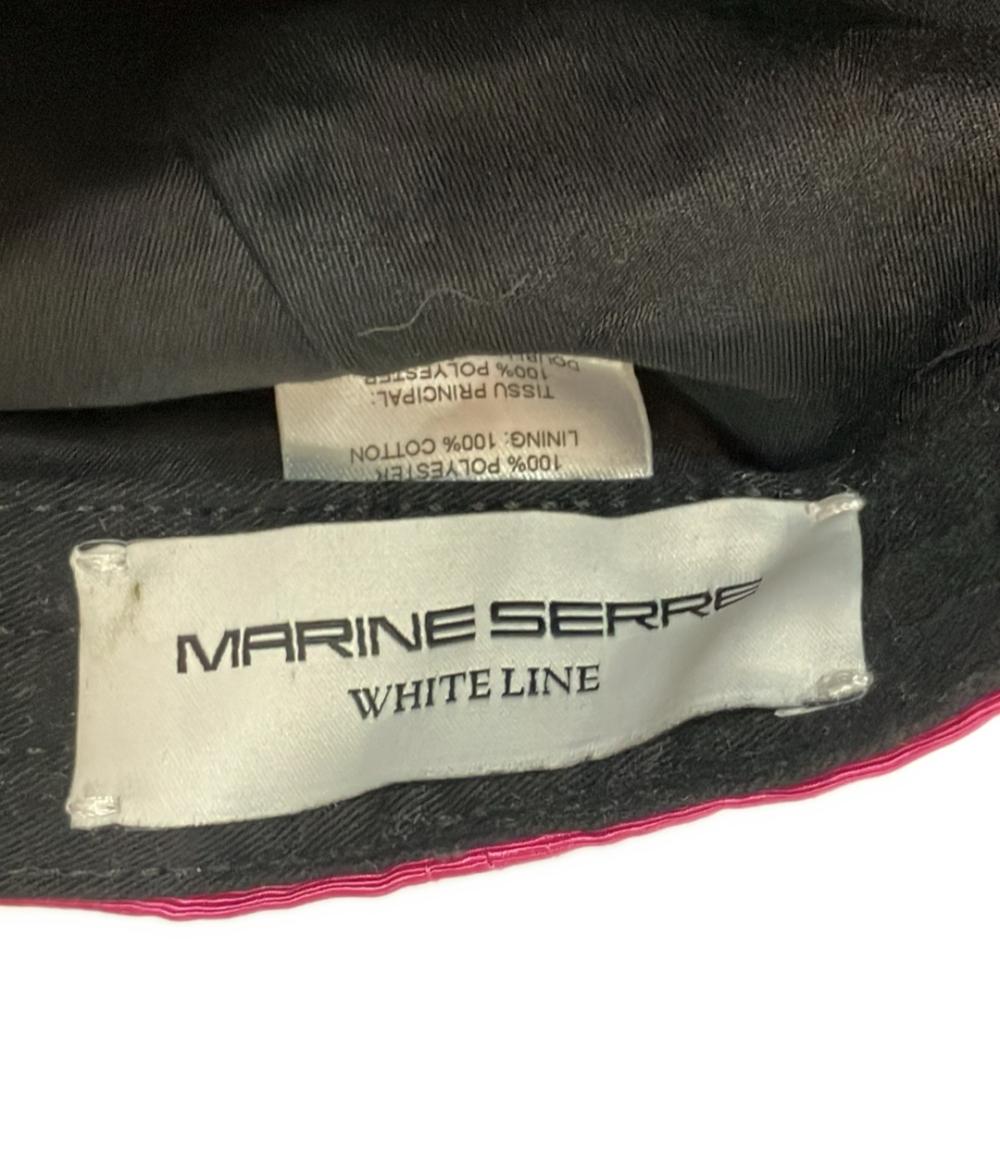 MARINE SERRE
WHITE LINE
100% POLYESTER
LINING: 100% COTTON
TISSU PRINCIPAL:
100% POLYESTER